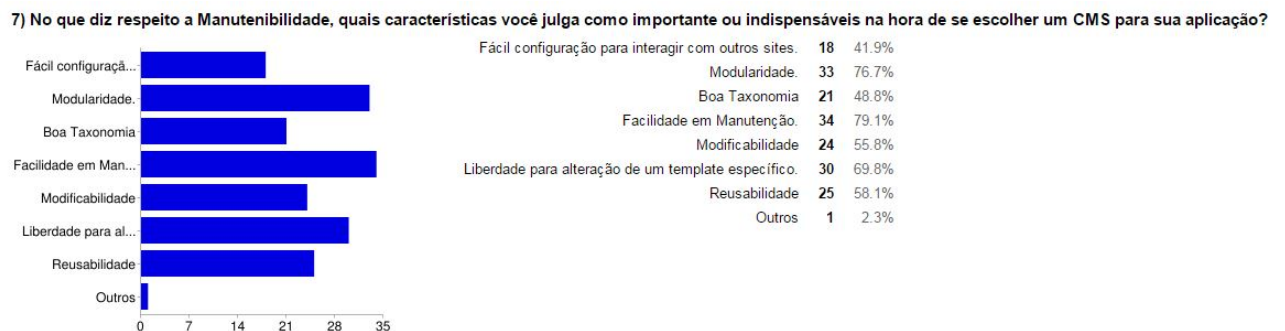 7) No que diz respeito a Manutenibilidade, quais características você julga como importante ou indispensáveis na hora de se escolher um CMS para sua aplicação?
Fácil configuraçã...
Modularidade.
Boa Taxonomia
Facilidade em Man...
Modificabilidade
Liberdade para al...
Reusabilidade
Outros
0 7 14 21 28 35
Fácil configuração para interagir com outros sites. 18 41.9%
Modularidade. 33 76.7%
Boa Taxonomia 21 48.8%
Facilidade em Manutenção. 34 79.1%
Modificabilidade 24 55.8%
Liberdade para alteração de um template específico. 30 69.8%
Reusabilidade 25 58.1%
Outros 1 2.3%